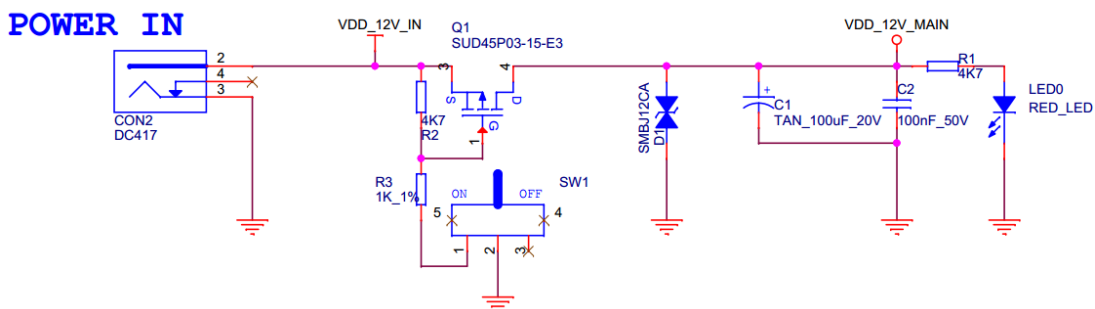 POWER IN
VDD_12V_IN
Q1
SUD45P03-15-E3
VDD_12V_MAIN
2
4
3
CON2
DC417
3
4
S
D
G
1
4K7
R2
R3
1K_1%
SW1
ON
OFF
5
4
1
2
3
SMBJ12CA
D1
+
C1
TAN_100uF_20V
C2
100nF_50V
R1
4K7
LED0
RED_LED